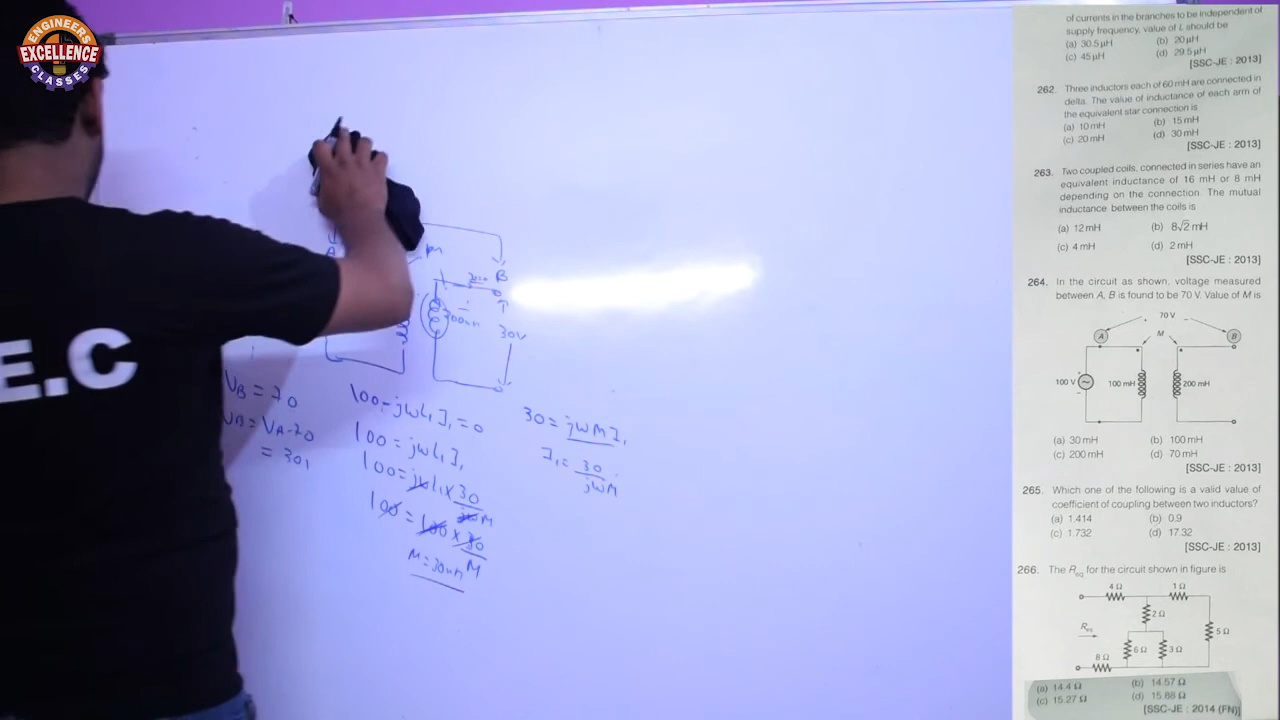 ENGINEERS
EXCELLENCE
CLASSES
E.C
M
B
200mH
30V
VB = 70
VB = VA-70
= 30,
100-jωL1I1 = 0
100 = jωL1I1
100 = jωL1 x 30
jωM
100 = 100 x 30
M
M = 30mH
30 = jωMI1
I1 = 30
jωM
of currents in the branches to be independent of
supply frequency, value of L should be
(a) 30.5 μH (b) 20 μH
(c) 45 μH (d) 29.5 μH
[SSC-JE : 2013]
262. Three inductors each of 60 mH are connected in
delta. The value of inductance of each arm of
the equivalent star connection is
(a) 10 mH (b) 15 mH
(c) 20 mH (d) 30 mH
[SSC-JE : 2013]
263. Two coupled coils, connected in series have an
equivalent inductance of 16 mH or 8 mH
depending on the connection. The mutual
inductance between the coils is
(a) 12 mH (b) 8√2 mH
(c) 4 mH (d) 2 mH
[SSC-JE : 2013]
264. In the circuit as shown, voltage measured
between A, B is found to be 70 V. Value of M is
+ 70 V −
A M B
100 V + − 100 mH 200 mH
(a) 30 mH (b) 100 mH
(c) 200 mH (d) 70 mH
[SSC-JE : 2013]
265. Which one of the following is a valid value of
coefficient of coupling between two inductors?
(a) 1.414 (b) 0.9
(c) 1.732 (d) 17.32
[SSC-JE : 2013]
266. The Req for the circuit shown in figure is
4 Ω 1 Ω
2 Ω
Req 5 Ω
6 Ω 3 Ω
8 Ω
(a) 14.4 Ω (b) 14.57 Ω
(c) 15.27 Ω (d) 15.88 Ω
[SSC-JE : 2014 (FN)]